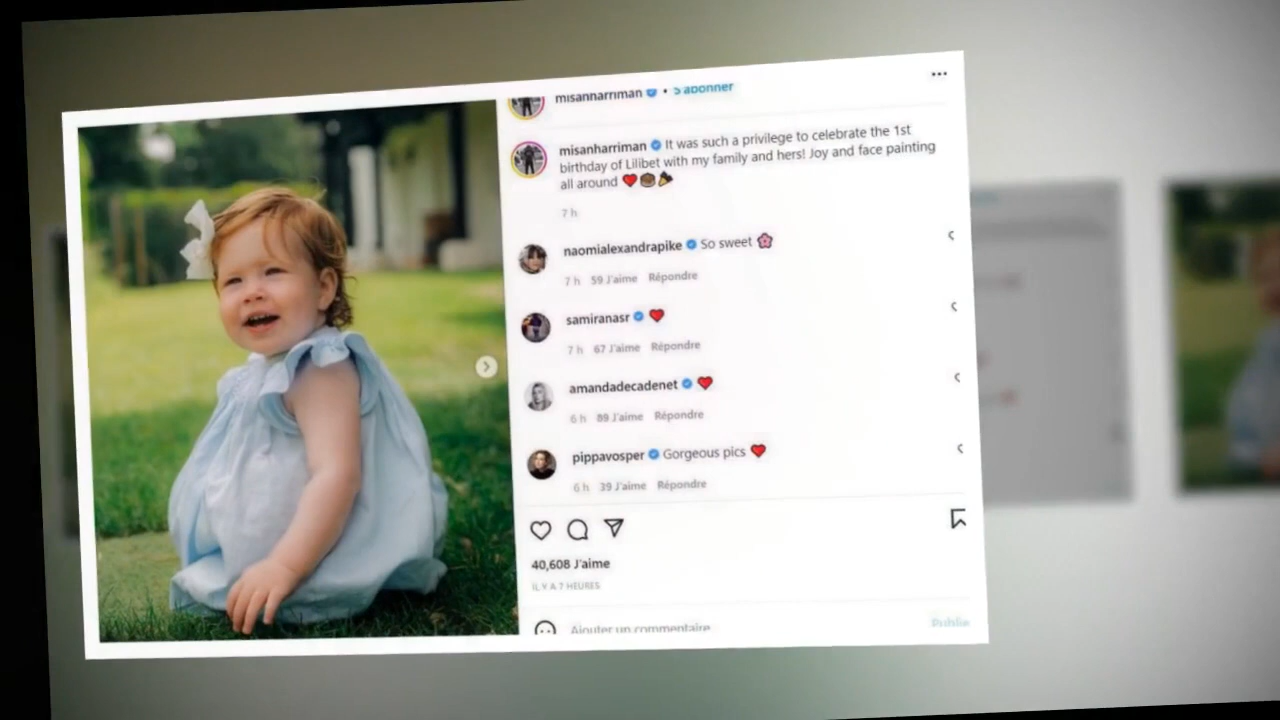 misanharriman • S'abonner
misanharriman It was such a privilege to celebrate the 1st
birthday of Lilibet with my family and hers! Joy and face painting
all around ❤️🎂🎉
7 h
naomialexandrapike So sweet 🌸
7 h 59 J'aime Répondre
samiranasr ❤️
7 h 67 J'aime Répondre
amandadecadenet ❤️
6 h 89 J'aime Répondre
pippavosper Gorgeous pics ❤️
6 h 39 J'aime Répondre
40,608 J'aime
IL Y A 7 HEURES
Ajouter un commentaire
Publie